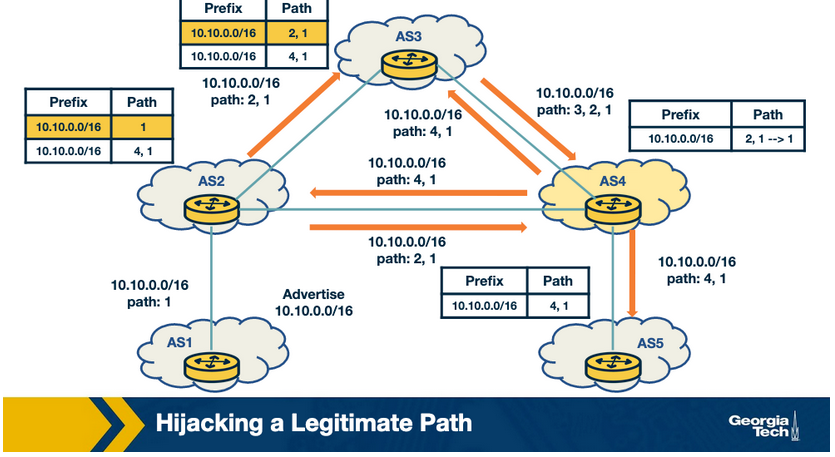 Prefix Path
10.10.0.0/16 2, 1
10.10.0.0/16 4, 1
AS3
10.10.0.0/16
path: 2, 1
10.10.0.0/16
path: 3, 2, 1
10.10.0.0/16
path: 4, 1
Prefix Path
10.10.0.0/16 1
10.10.0.0/16 4, 1
Prefix Path
10.10.0.0/16 2, 1 --> 1
AS2
10.10.0.0/16
path: 4, 1
AS4
10.10.0.0/16
path: 2, 1
10.10.0.0/16
path: 4, 1
Prefix Path
10.10.0.0/16 4, 1
10.10.0.0/16
path: 1
Advertise
10.10.0.0/16
AS1
AS5
Hijacking a Legitimate Path
Georgia
Tech